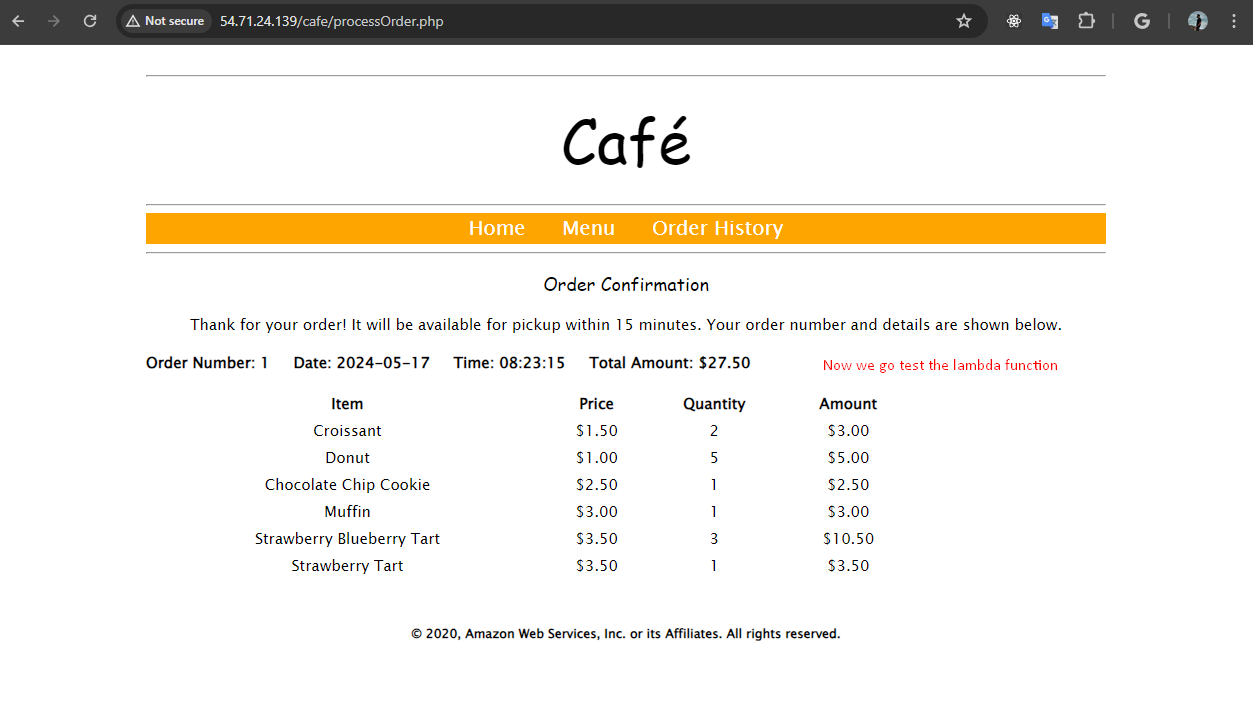 Not secure 54.71.24.139/cafe/processOrder.php
Café
Home Menu Order History
Order Confirmation
Thank for your order! It will be available for pickup within 15 minutes. Your order number and details are shown below.
Order Number: 1 Date: 2024-05-17 Time: 08:23:15 Total Amount: $27.50 Now we go test the lambda function
Item Price Quantity Amount
Croissant $1.50 2 $3.00
Donut $1.00 5 $5.00
Chocolate Chip Cookie $2.50 1 $2.50
Muffin $3.00 1 $3.00
Strawberry Blueberry Tart $3.50 3 $10.50
Strawberry Tart $3.50 1 $3.50
© 2020, Amazon Web Services, Inc. or its Affiliates. All rights reserved.